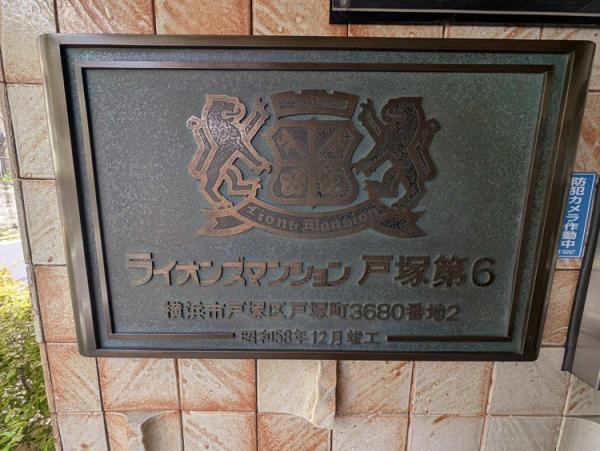 Lions Mansion
ライオンズマンション 戸塚第6
横浜市戸塚区戸塚町3680番地2
昭和58年12月竣工
防犯カメラ作動中